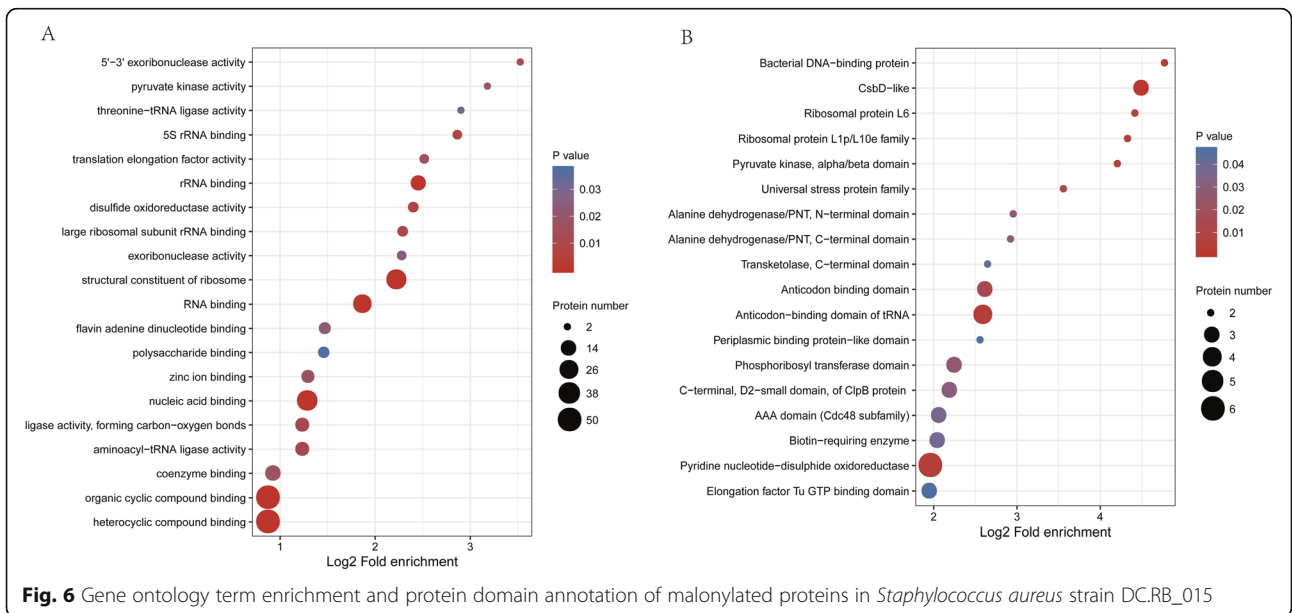 A
5'−3' exoribonuclease activity
pyruvate kinase activity
threonine−tRNA ligase activity
5S rRNA binding
translation elongation factor activity
rRNA binding
disulfide oxidoreductase activity
large ribosomal subunit rRNA binding
exoribonuclease activity
structural constituent of ribosome
RNA binding
flavin adenine dinucleotide binding
polysaccharide binding
zinc ion binding
nucleic acid binding
ligase activity, forming carbon−oxygen bonds
aminoacyl−tRNA ligase activity
coenzyme binding
organic cyclic compound binding
heterocyclic compound binding
1 2 3
Log2 Fold enrichment
P value
0.03
0.02
0.01
Protein number
2
14
26
38
50
B
Bacterial DNA−binding protein
CsbD−like
Ribosomal protein L6
Ribosomal protein L1p/L10e family
Pyruvate kinase, alpha/beta domain
Universal stress protein family
Alanine dehydrogenase/PNT, N−terminal domain
Alanine dehydrogenase/PNT, C−terminal domain
Transketolase, C−terminal domain
Anticodon binding domain
Anticodon−binding domain of tRNA
Periplasmic binding protein−like domain
Phosphoribosyl transferase domain
C−terminal, D2−small domain, of ClpB protein
AAA domain (Cdc48 subfamily)
Biotin−requiring enzyme
Pyridine nucleotide−disulphide oxidoreductase
Elongation factor Tu GTP binding domain
2 3 4
Log2 Fold enrichment
P value
0.04
0.03
0.02
0.01
Protein number
2
3
4
5
6
Fig. 6 Gene ontology term enrichment and protein domain annotation of malonylated proteins in Staphylococcus aureus strain DC.RB_015